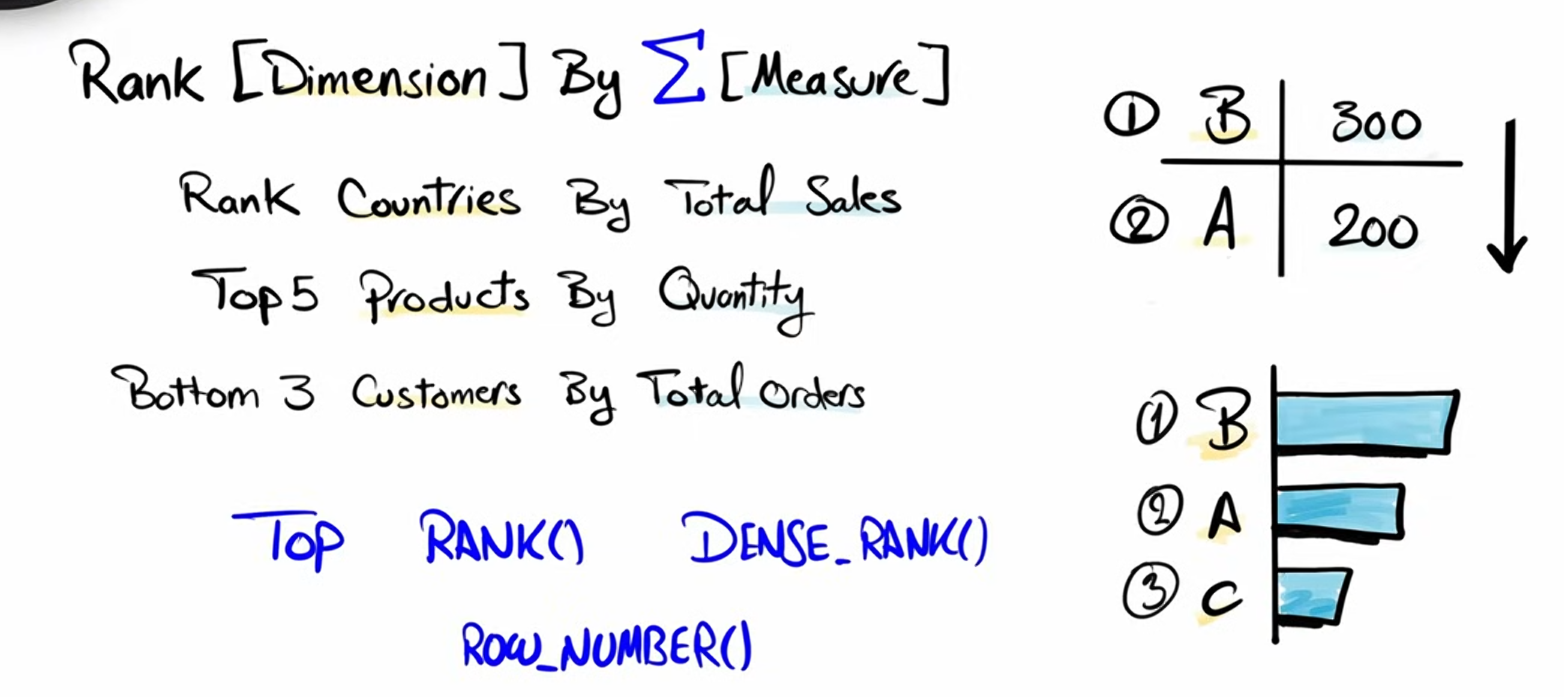 Rank [Dimension] By Σ [Measure]
Rank Countries By Total Sales
Top 5 Products By Quantity
Bottom 3 Customers By Total Orders
TOP RANK() DENSE_RANK()
ROW_NUMBER()
① B 300
② A 200
① B
② A
③ C